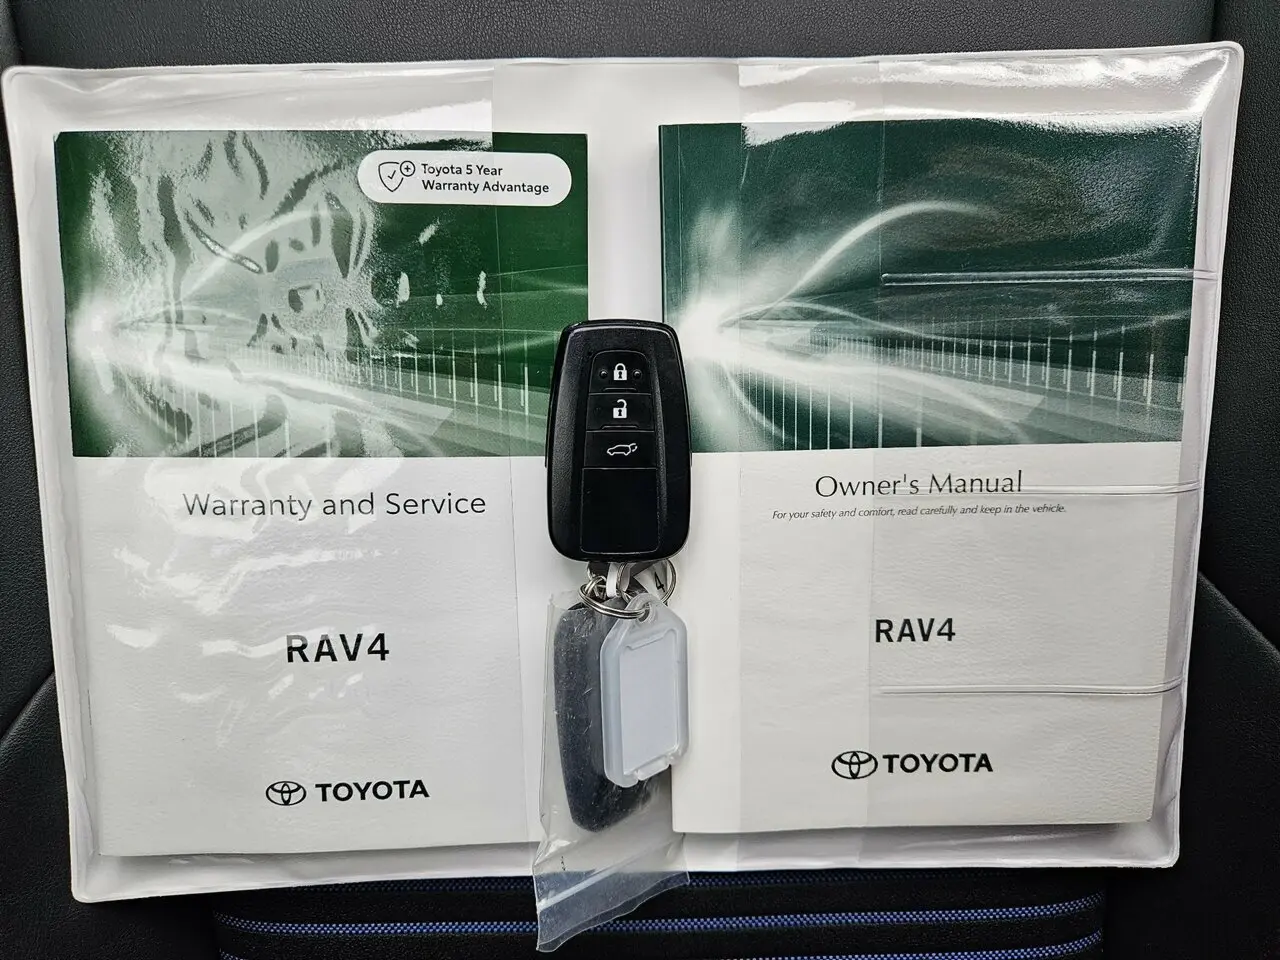 Toyota 5 Year
Warranty Advantage
Warranty and Service
RAV4
TOYOTA
Owner's Manual
For your safety and comfort, read carefully and keep in the vehicle.
RAV4
TOYOTA